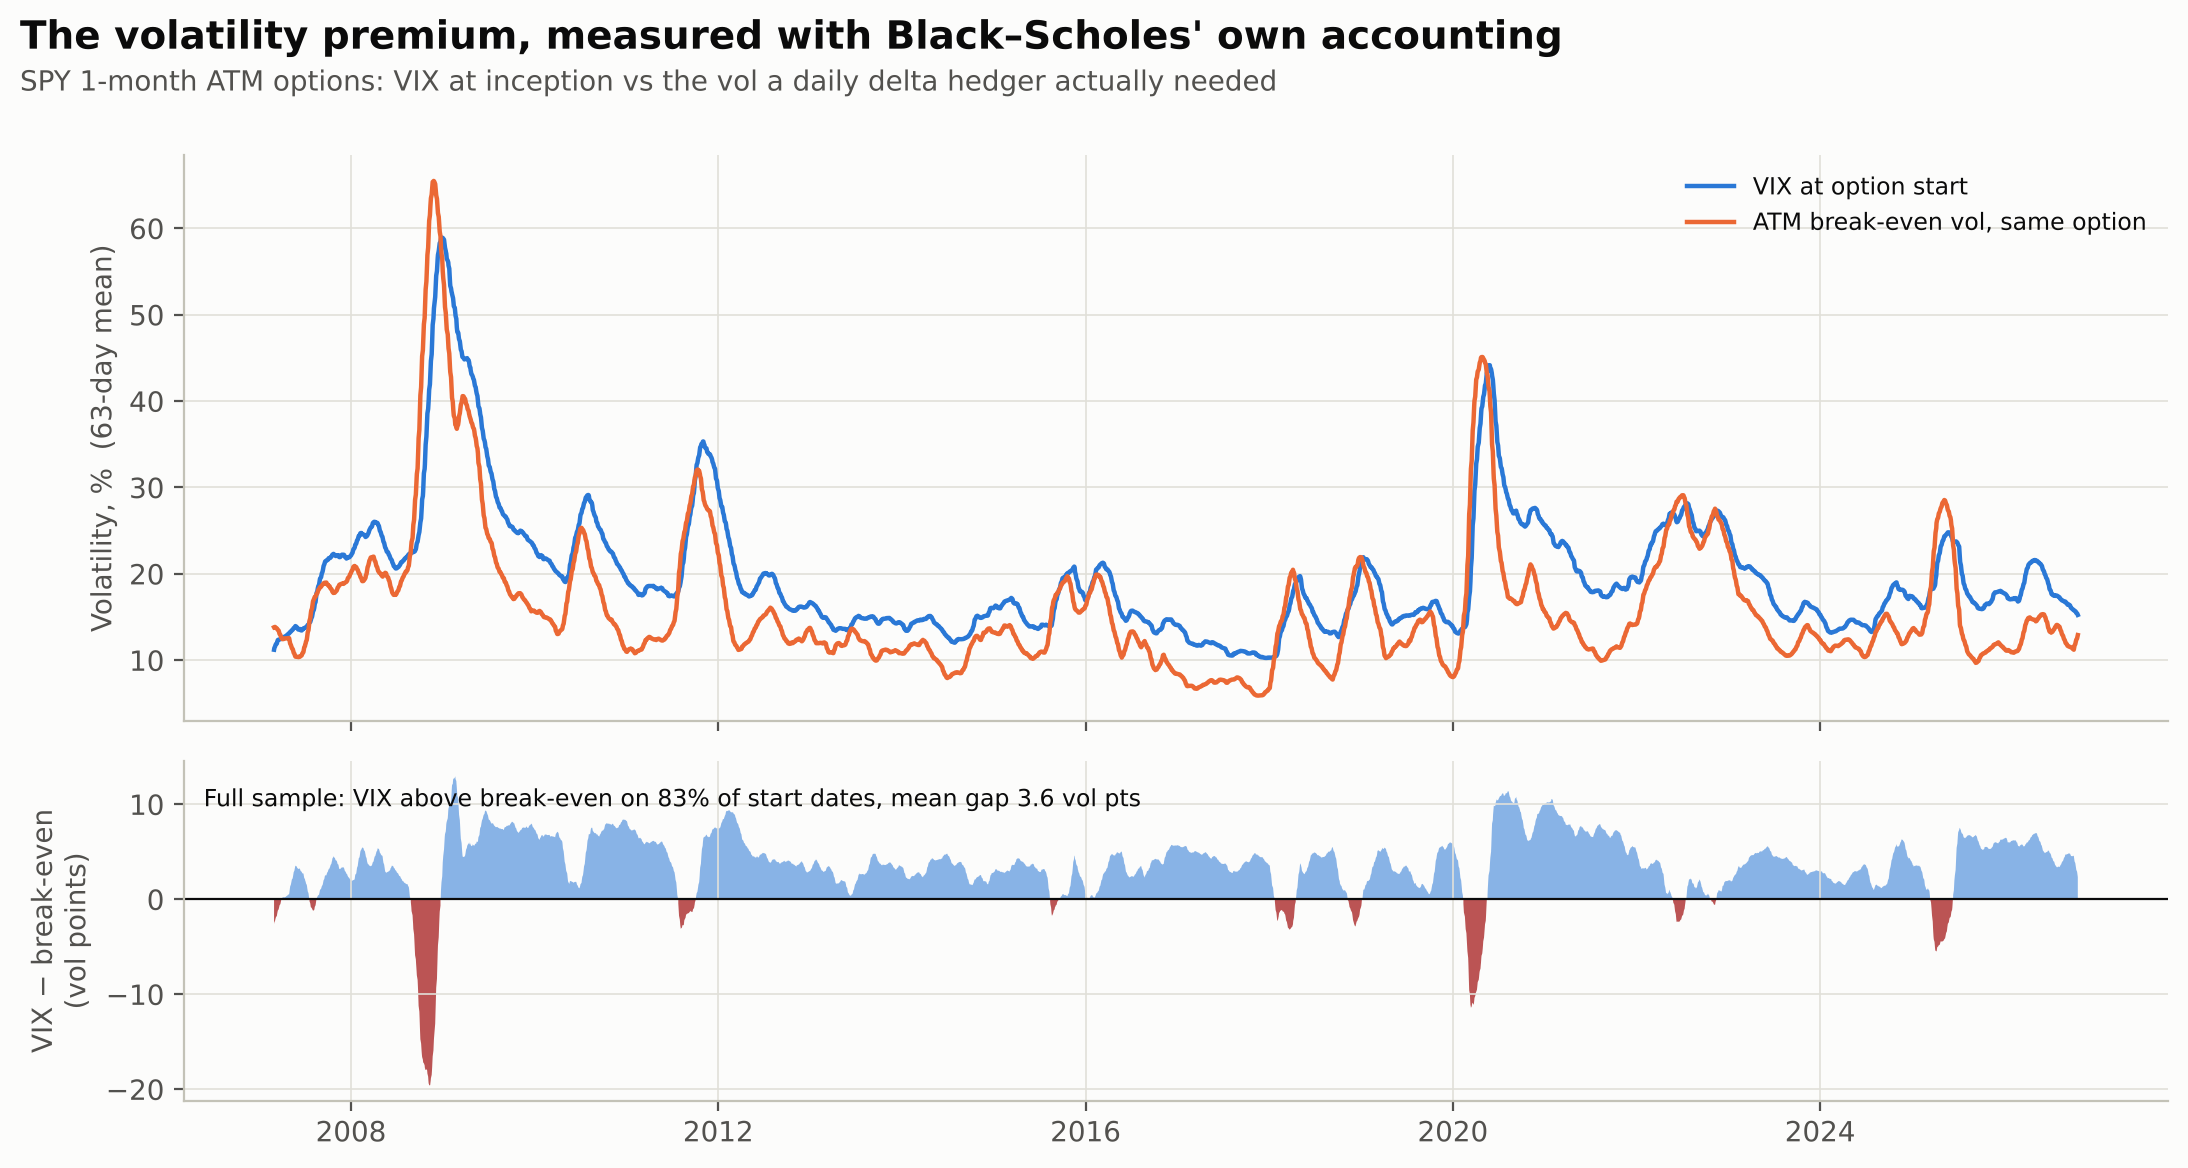 The volatility premium, measured with Black–Scholes' own accounting
SPY 1-month ATM options: VIX at inception vs the vol a daily delta hedger actually needed
VIX at option start
ATM break-even vol, same option
Volatility, % (63-day mean)
60
50
40
30
20
10
Full sample: VIX above break-even on 83% of start dates, mean gap 3.6 vol pts
VIX − break-even
(vol points)
10
0
−10
−20
2008
2012
2016
2020
2024